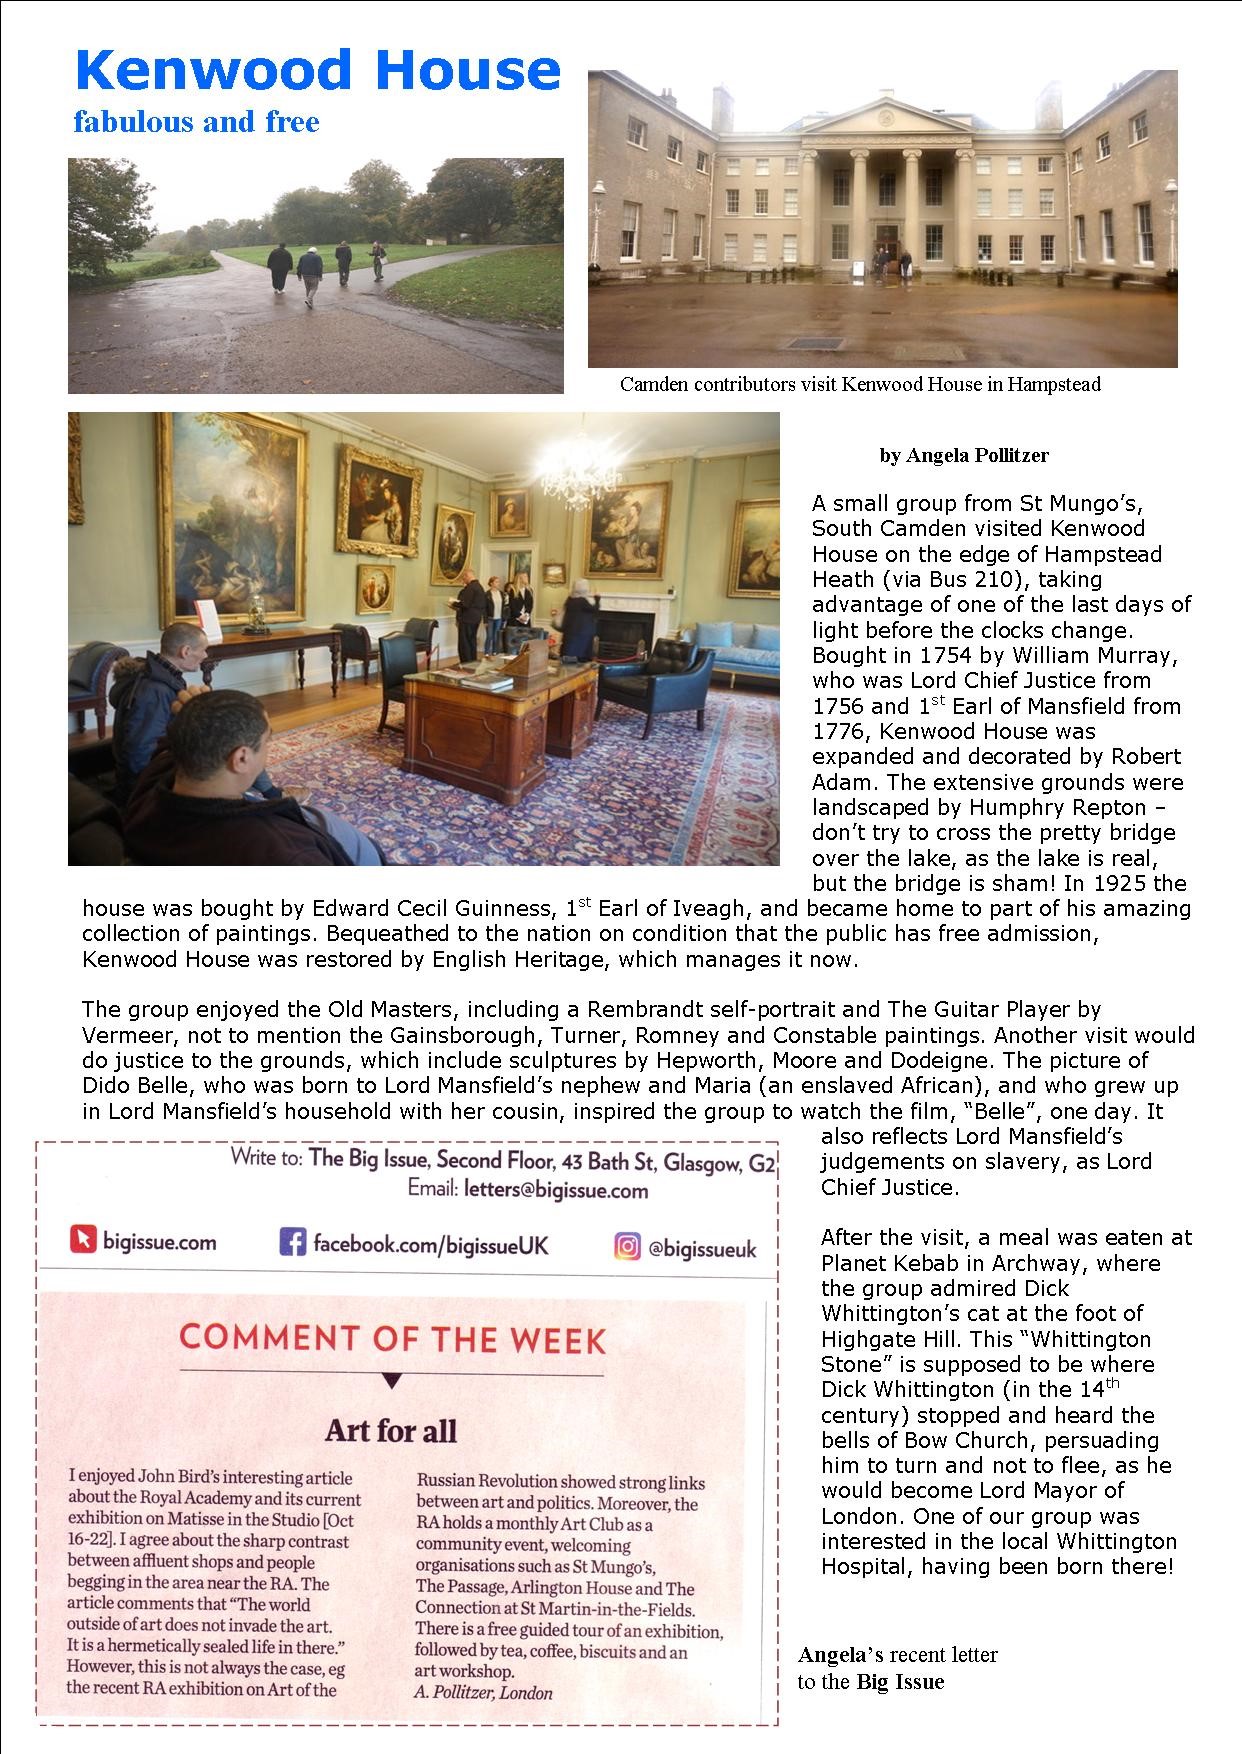 Kenwood House
fabulous and free
Camden contributors visit Kenwood House in Hampstead
by Angela Pollitzer
A small group from St Mungo’s,
South Camden visited Kenwood
House on the edge of Hampstead
Heath (via Bus 210), taking
advantage of one of the last days of
light before the clocks change.
Bought in 1754 by William Murray,
who was Lord Chief Justice from
1756 and 1st Earl of Mansfield from
1776, Kenwood House was
expanded and decorated by Robert
Adam. The extensive grounds were
landscaped by Humphry Repton –
don’t try to cross the pretty bridge
over the lake, as the lake is real,
but the bridge is sham! In 1925 the
house was bought by Edward Cecil Guinness, 1st Earl of Iveagh, and became home to part of his amazing
collection of paintings. Bequeathed to the nation on condition that the public has free admission,
Kenwood House was restored by English Heritage, which manages it now.
The group enjoyed the Old Masters, including a Rembrandt self-portrait and The Guitar Player by
Vermeer, not to mention the Gainsborough, Turner, Romney and Constable paintings. Another visit would
do justice to the grounds, which include sculptures by Hepworth, Moore and Dodeigne. The picture of
Dido Belle, who was born to Lord Mansfield’s nephew and Maria (an enslaved African), and who grew up
in Lord Mansfield’s household with her cousin, inspired the group to watch the film, “Belle”, one day. It
also reflects Lord Mansfield’s
judgements on slavery, as Lord
Chief Justice.
After the visit, a meal was eaten at
Planet Kebab in Archway, where
the group admired Dick
Whittington’s cat at the foot of
Highgate Hill. This “Whittington
Stone” is supposed to be where
Dick Whittington (in the 14th
century) stopped and heard the
bells of Bow Church, persuading
him to turn and not to flee, as he
would become Lord Mayor of
London. One of our group was
interested in the local Whittington
Hospital, having been born there!
Write to: The Big Issue, Second Floor, 43 Bath St, Glasgow, G2
Email: letters@bigissue.com
bigissue.com
facebook.com/bigissueUK
@bigissueuk
COMMENT OF THE WEEK
Art for all
I enjoyed John Bird’s interesting article
about the Royal Academy and its current
exhibition on Matisse in the Studio [Oct
16-22]. I agree about the sharp contrast
between affluent shops and people
begging in the area near the RA. The
article comments that “The world
outside of art does not invade the art.
It is a hermetically sealed life in there.”
However, this is not always the case, eg
the recent RA exhibition on Art of the
Russian Revolution showed strong links
between art and politics. Moreover, the
RA holds a monthly Art Club as a
community event, welcoming
organisations such as St Mungo’s,
The Passage, Arlington House and The
Connection at St Martin-in-the-Fields.
There is a free guided tour of an exhibition,
followed by tea, coffee, biscuits and an
art workshop.
A. Pollitzer, London
Angela’s recent letter
to the Big Issue